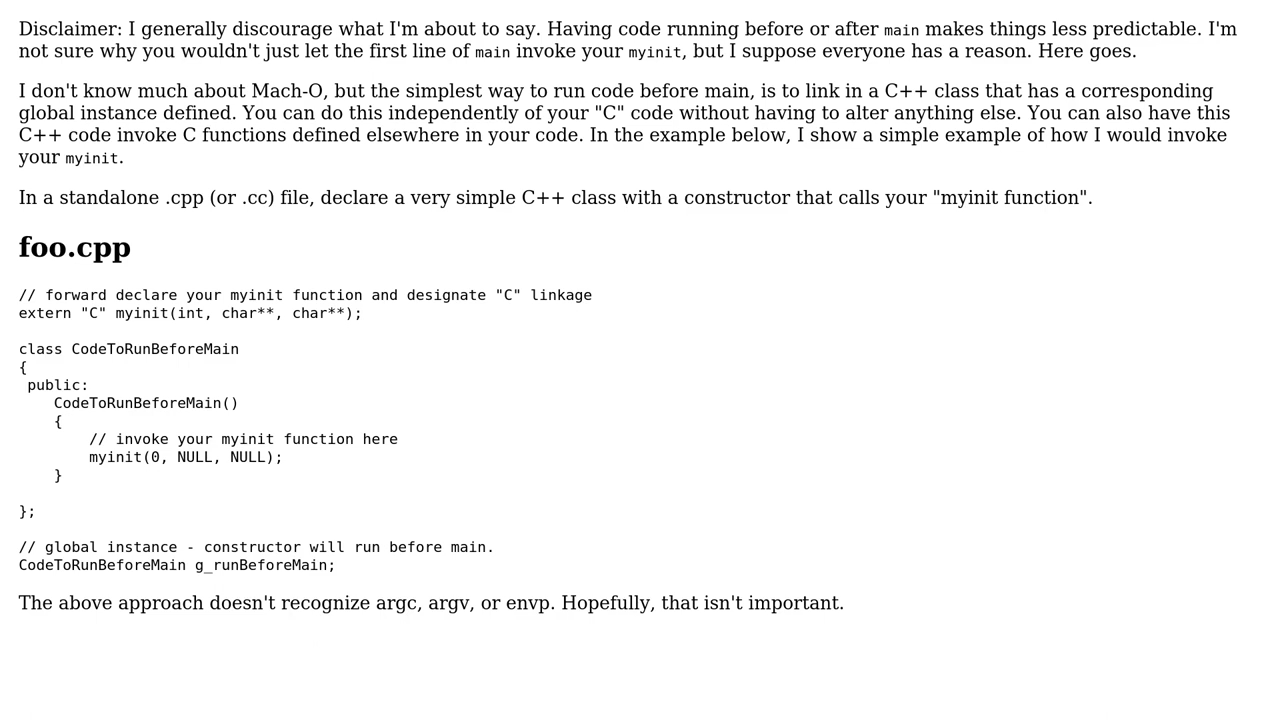 Disclaimer: I generally discourage what I'm about to say. Having code running before or after main makes things less predictable. I'm
not sure why you wouldn't just let the first line of main invoke your myinit, but I suppose everyone has a reason. Here goes.
I don't know much about Mach-O, but the simplest way to run code before main, is to link in a C++ class that has a corresponding
global instance defined. You can do this independently of your "C" code without having to alter anything else. You can also have this
C++ code invoke C functions defined elsewhere in your code. In the example below, I show a simple example of how I would invoke
your myinit.
In a standalone .cpp (or .cc) file, declare a very simple C++ class with a constructor that calls your "myinit function".
foo.cpp
// forward declare your myinit function and designate "C" linkage
extern "C" myinit(int, char**, char**);
class CodeToRunBeforeMain
{
 public:
    CodeToRunBeforeMain()
    {
        // invoke your myinit function here
        myinit(0, NULL, NULL);
    }
};
// global instance - constructor will run before main.
CodeToRunBeforeMain g_runBeforeMain;
The above approach doesn't recognize argc, argv, or envp. Hopefully, that isn't important.